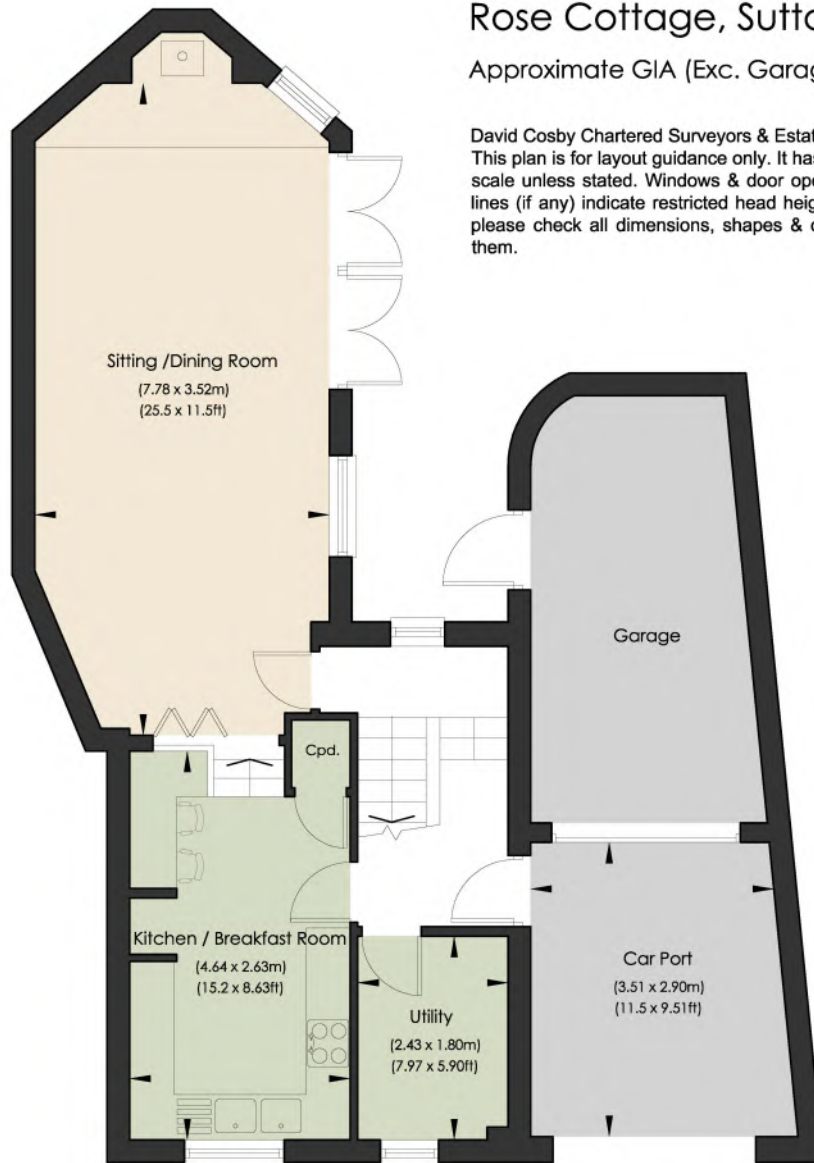 Rose Cottage, Sutto
Approximate GIA (Exc. Garag
David Cosby Chartered Surveyors & Estat
This plan is for layout guidance only. It has
scale unless stated. Windows & door ope
lines (if any) indicate restricted head heig
please check all dimensions, shapes & c
them.
Sitting /Dining Room
(7.78 x 3.52m)
(25.5 x 11.5ft)
Garage
Cpd.
Kitchen / Breakfast Room
(4.64 x 2.63m)
(15.2 x 8.63ft)
Car Port
(3.51 x 2.90m)
(11.5 x 9.51ft)
Utility
(2.43 x 1.80m)
(7.97 x 5.90ft)